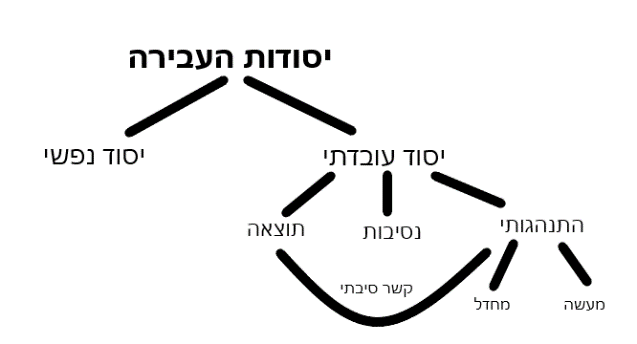 יסודות העבירה
יסוד עובדתי
יסוד נפשי
התנהגותי
נסיבות
תוצאה
קשר סיבתי
מעשה
מחדל